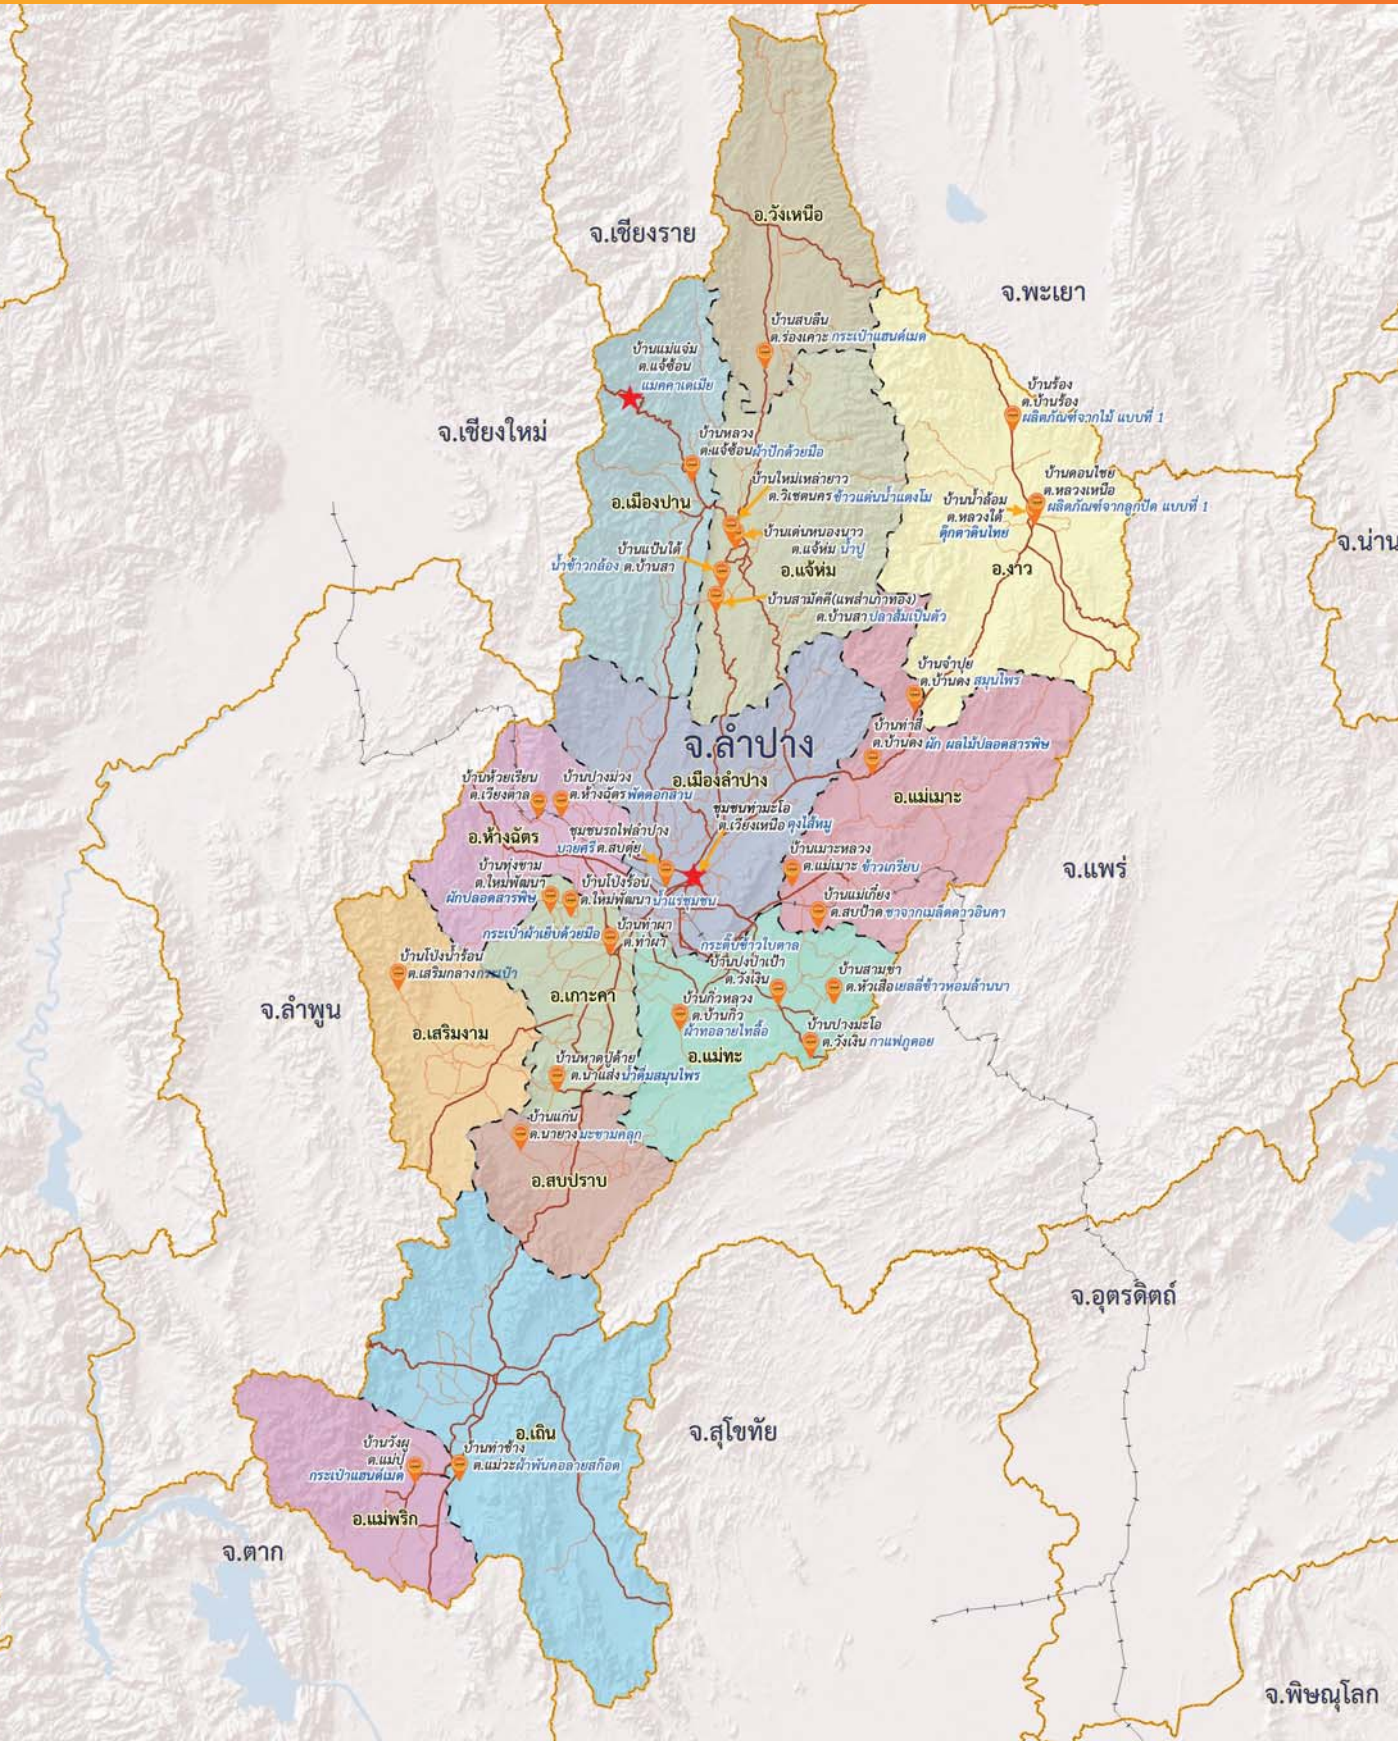 อ.วังเหนือ
จ.เชียงราย
จ.พะเยา
บ้านสบลืน
ต.ร่องเคาะ กระเป๋าแฮนด์เมด
บ้านแม่แจ๋ม
ต.แจ้ซ้อน
แมคคาเดเมีย
บ้านร้อง
ต.บ้านร้อง
ผลิตภัณฑ์จากไม้ แบบที่ 1
จ.เชียงใหม่
บ้านหลวง
ต.แจ้ซ้อน ผ้าปักด้วยมือ
บ้านใหม่เหล่ายาว
ต.วิเชตนคร ข้าวแต๋นน้ำแตงโม
บ้านดอนไชย
ต.หลวงเหนือ
ผลิตภัณฑ์จากลูกปัด แบบที่ 1
บ้านน้ำล้อม
ต.หลวงใต้
ตุ๊กตาดินไทย
อ.เมืองปาน
บ้านเด่นหนองนาว
ต.แจ้ห่ม น้ำปู
จ.น่าน
บ้านแป้นใต้
น้ำข้าวกล้อง ต.บ้านสา
อ.แจ้ห่ม
อ.งาว
บ้านสามัคคี(แพสำเภาทอง)
ต.บ้านสา ปลาส้มเป็นตัว
บ้านจำปุย
ต.บ้านดง สมุนไพร
บ้านท่าสี
ต.บ้านดง ผัก ผลไม้ปลอดสารพิษ
จ.ลำปาง
อ.เมืองลำปาง
อ.แม่เมาะ
บ้านห้วยเรียน
ต.เวียงตาล
บ้านปางม่วง
ต.ห้างฉัตร พัดดอกลาน
ชุมชนท่ามะโอ
ต.เวียงเหนือ คุงไส้หมู
อ.ห้างฉัตร
ชุมชนรถไฟลำปาง
บายศรี ต.สบตุ๋ย
บ้านเมาะหลวง
ต.แม่เมาะ ข้าวเกรียบ
จ.แพร่
บ้านทุ่งขาม
ต.ใหม่พัฒนา
ผักปลอดสารพิษ
บ้านโป่งร้อน
ต.ใหม่พัฒนา น้ำแร่ชุมชน
บ้านแม่เกี๋ยง
ต.สบป้าด ชาจากเมล็ดดาวอินคา
กระเป๋าผ้าเย็บด้วยมือ
บ้านท่าผา
ต.ท่าผา
กระติ๊บข้าวใบตาล
บ้านปงป่าเป้า
ต.วังเงิน
บ้านโป่งน้ำร้อน
ต.เสริมกลาง กระเป๋า
บ้านสามขา
ต.หัวเสือ เยลลี่ข้าวหอมล้านนา
จ.ลำพูน
อ.เกาะคา
บ้านกิ่วหลวง
ต.บ้านกิ่ว
ผ้าทอลายไทลื้อ
อ.เสริมงาม
บ้านปางมะโอ
ต.วังเงิน กาแฟภูดอย
อ.แม่ทะ
บ้านหาดปู่ด้าย
ต.นาแส่ง น้ำดื่มสมุนไพร
บ้านแก่น
ต.นายาง มะขามคลุก
อ.สบปราบ
จ.อุตรดิตถ์
อ.เถิน
จ.สุโขทัย
บ้านวังผู
ต.แม่ปุ
กระเป๋าแฮนด์เมด
บ้านท่าช้าง
ต.แม่วะ ผ้าพันคอลายสก๊อต
อ.แม่พริก
จ.ตาก
จ.พิษณุโลก